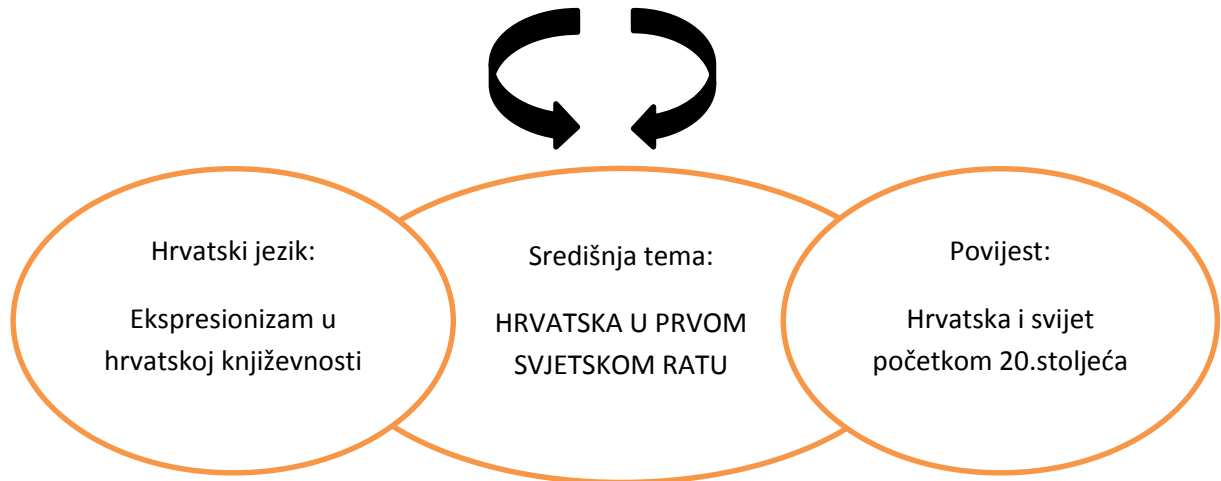 Hrvatski jezik:
Ekspresionizam u
hrvatskoj književnosti
Središnja tema:
HRVATSKA U PRVOM
SVJETSKOM RATU
Povijest:
Hrvatska i svijet
početkom 20.stoljeća